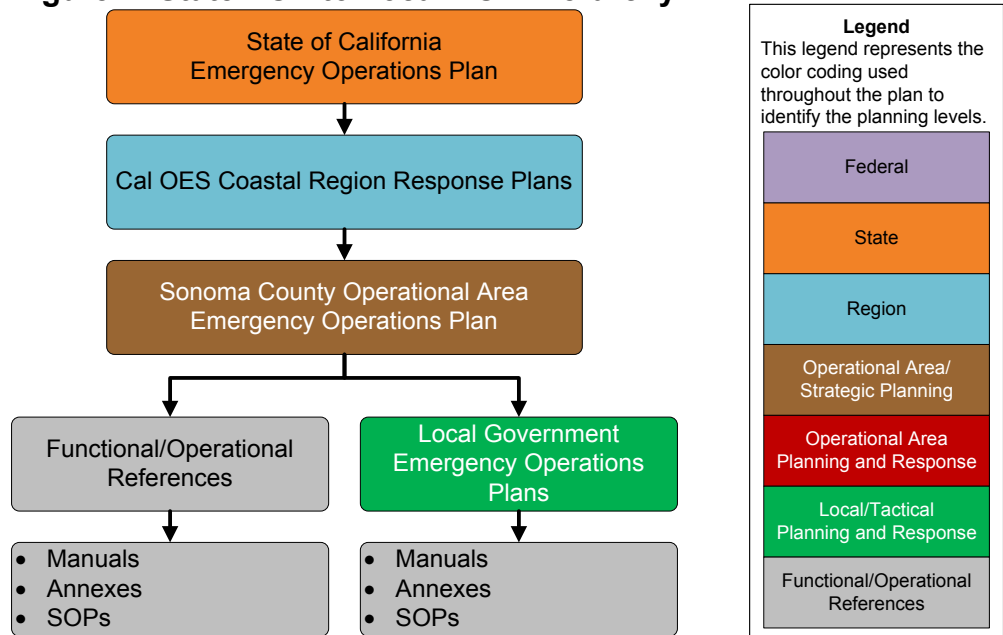 State of California
Emergency Operations Plan
Cal OES Coastal Region Response Plans
Sonoma County Operational Area
Emergency Operations Plan
Functional/Operational
References
Local Government
Emergency Operations
Plans
• Manuals
• Annexes
• SOPs
• Manuals
• Annexes
• SOPs
Legend
This legend represents the
color coding used
throughout the plan to
identify the planning levels.
Federal
State
Region
Operational Area/
Strategic Planning
Operational Area
Planning and Response
Local/Tactical
Planning and Response
Functional/Operational
References